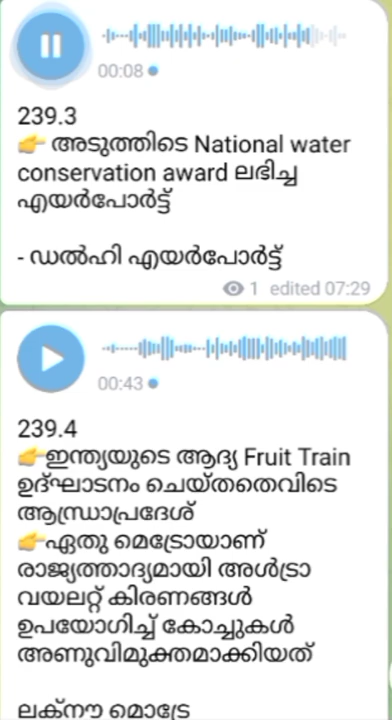 00:08
239.3
👉 അടുത്തിടെ National water
conservation award ലഭിച്ച
എയർപോർട്ട്
- ഡൽഹി എയർപോർട്ട്
1 edited 07:29
00:43
239.4
👉ഇന്ത്യയുടെ ആദ്യ Fruit Train
ഉദ്ഘാടനം ചെയ്തതെവിടെ
ആന്ധ്രാപ്രദേശ്
👉ഏതു മെട്രോയാണ്
രാജ്യത്താദ്യമായി അൾട്രാ
വയലറ്റ് കിരണങ്ങൾ
ഉപയോഗിച്ച് കോച്ചുകൾ
അണുവിമുക്തമാക്കിയത്
ലക്നൗ മൊട്രേ